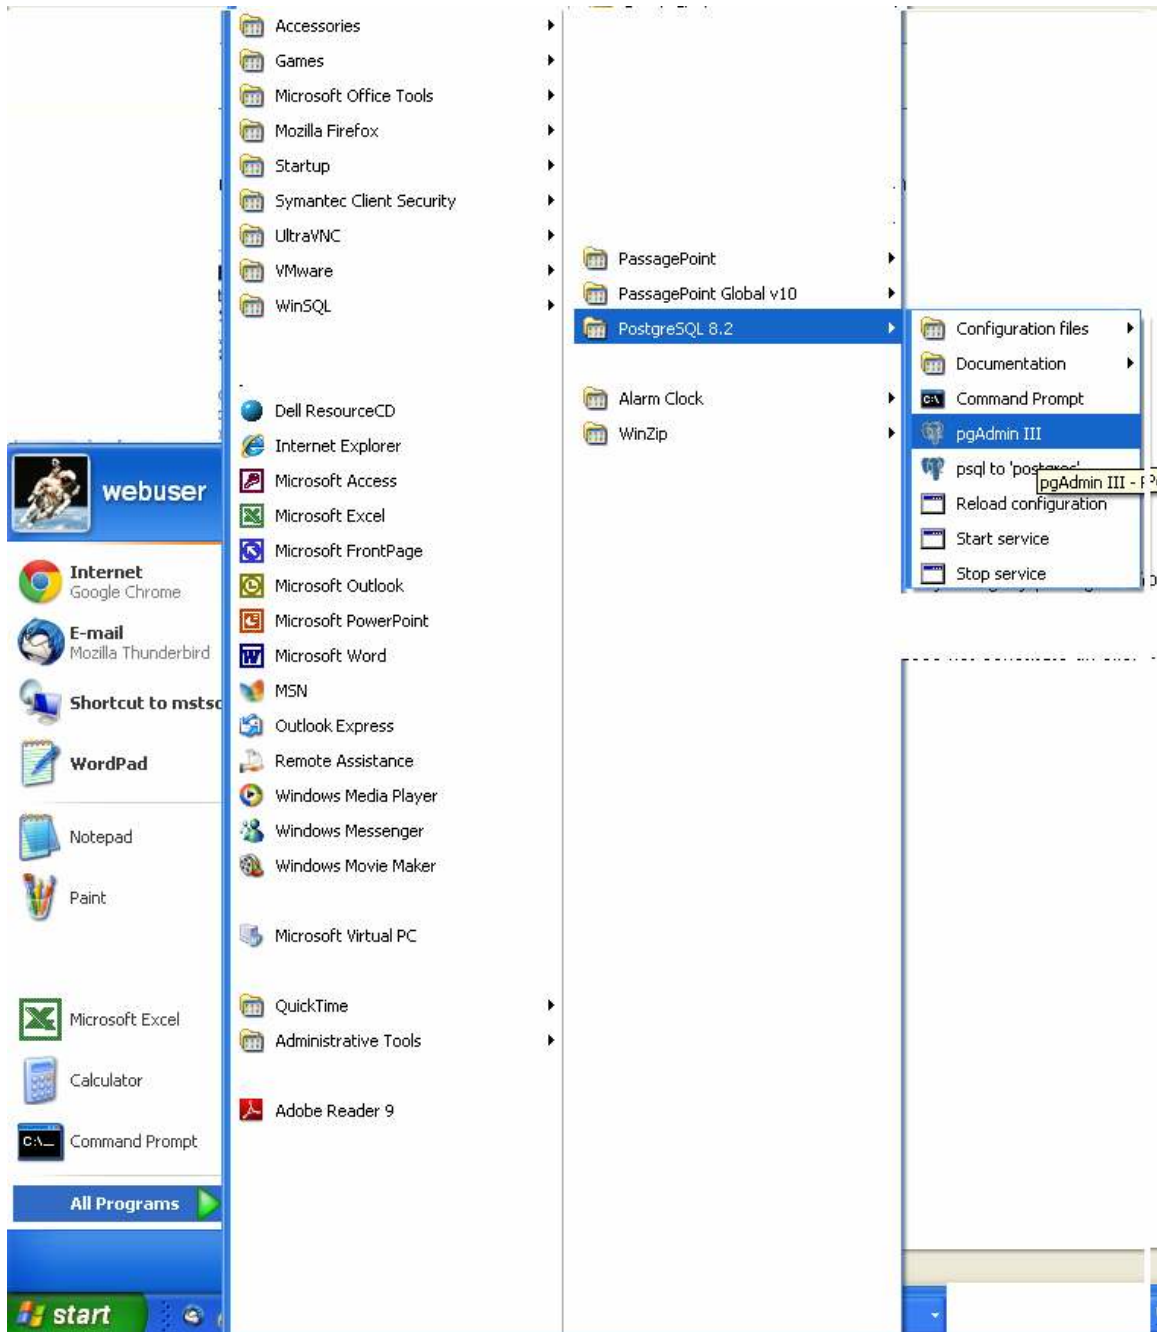 webuser
Internet
Google Chrome
E-mail
Mozilla Thunderbird
Shortcut to mstsc
WordPad
Notepad
Paint
Microsoft Excel
Calculator
Command Prompt
All Programs
start
Accessories
Games
Microsoft Office Tools
Mozilla Firefox
Startup
Symantec Client Security
UltraVNC
VMware
WinSQL
Dell ResourceCD
Internet Explorer
Microsoft Access
Microsoft Excel
Microsoft FrontPage
Microsoft Outlook
Microsoft PowerPoint
Microsoft Word
MSN
Outlook Express
Remote Assistance
Windows Media Player
Windows Messenger
Windows Movie Maker
Microsoft Virtual PC
QuickTime
Administrative Tools
Adobe Reader 9
PassagePoint
PassagePoint Global v10
PostgreSQL 8.2
Alarm Clock
WinZip
Configuration files
Documentation
Command Prompt
pgAdmin III
psql to 'postgres'
pgAdmin III -
Reload configuration
Start service
Stop service